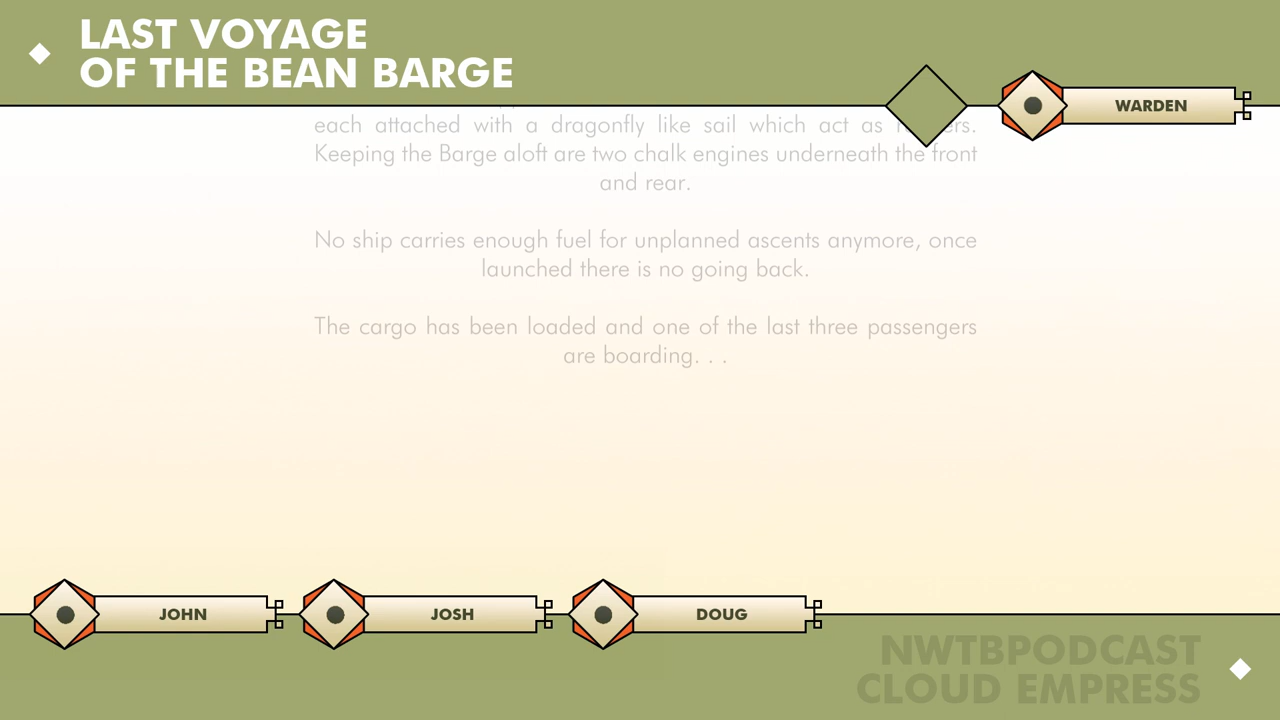 LAST VOYAGE
OF THE BEAN BARGE
WARDEN
each attached with a dragonfly like sail which act as
Keeping the Barge aloft are two chalk engines underneath the front
and rear.
No ship carries enough fuel for unplanned ascents anymore, once
launched there is no going back.
The cargo has been loaded and one of the last three passengers
are boarding. . .
JOHN
JOSH
DOUG
NWTBPODCAST
CLOUD EMPRESS